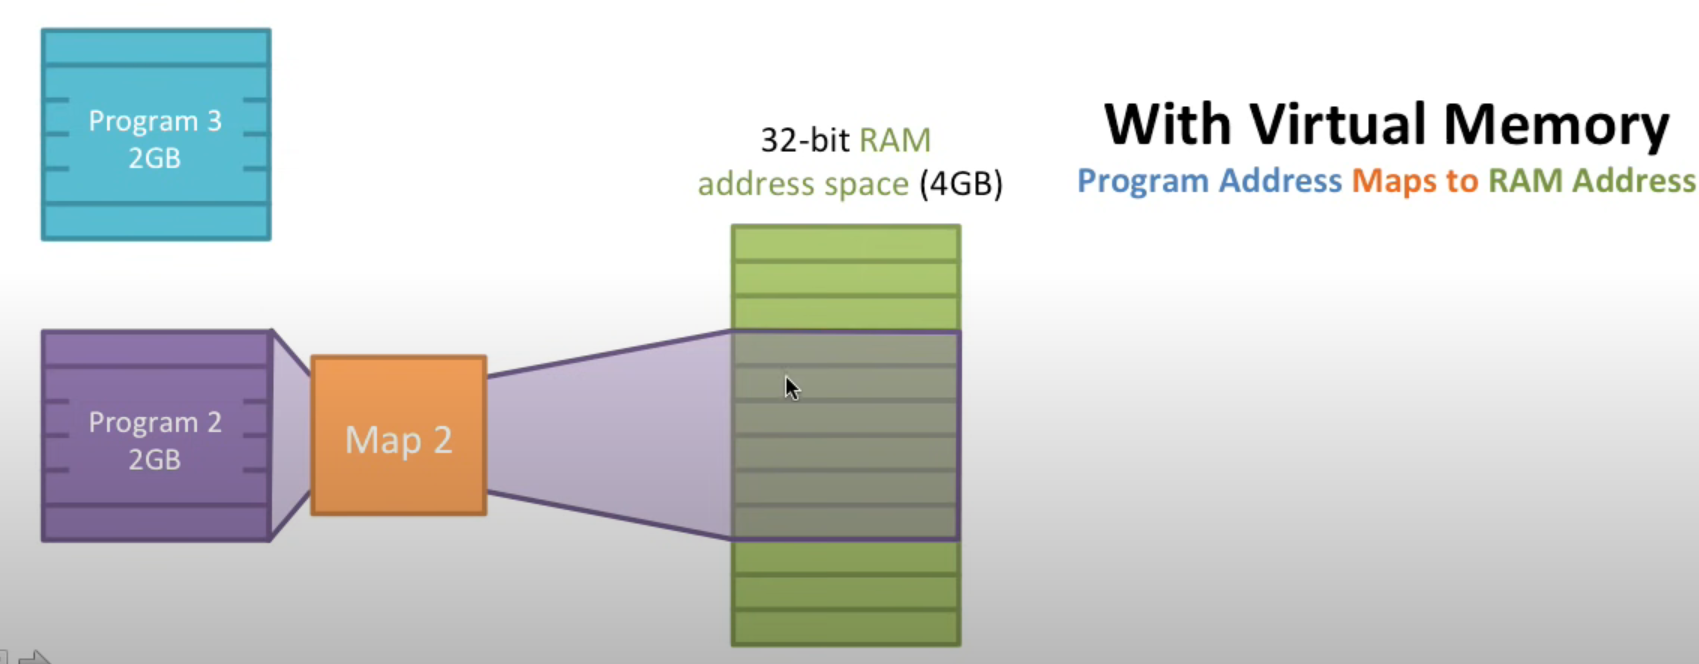 Program 3
2GB
32-bit RAM
address space (4GB)
With Virtual Memory
Program Address Maps to RAM Address
Program 2
2GB
Map 2